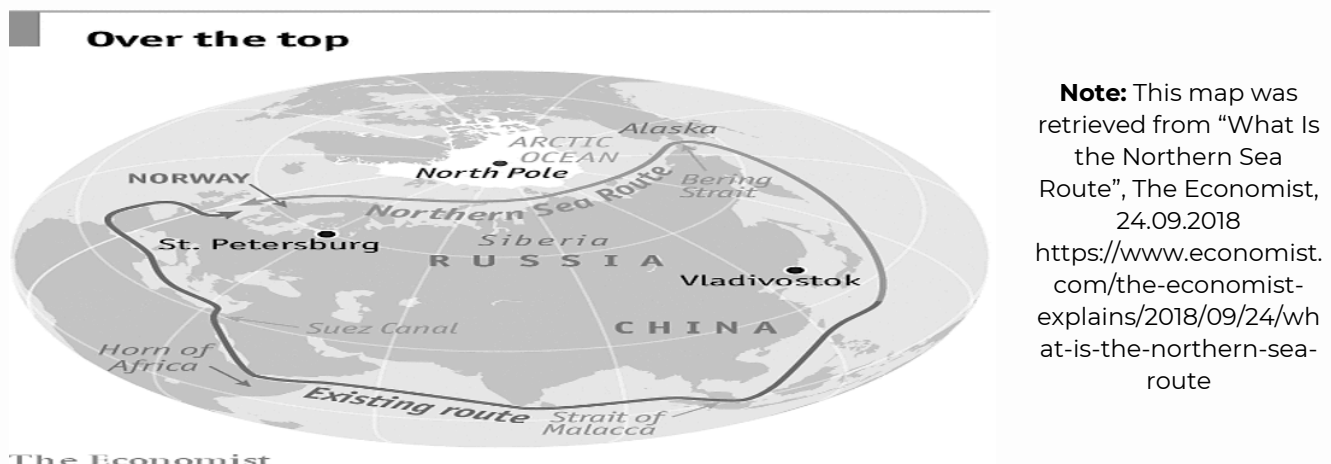 Over the top
Alaska
ARCTIC
OCEAN
North Pole
NORWAY
Bering
Strait
Northern Sea Route
St. Petersburg
Siberia
RUSSIA
Vladivostok
Suez Canal
CHINA
Horn of
Africa
Existing route
Strait of
Malacca
The Economist
Note: This map was
retrieved from “What Is
the Northern Sea
Route”, The Economist,
24.09.2018
https://www.economist.
com/the-economist-
explains/2018/09/24/wh
at-is-the-northern-sea-
route